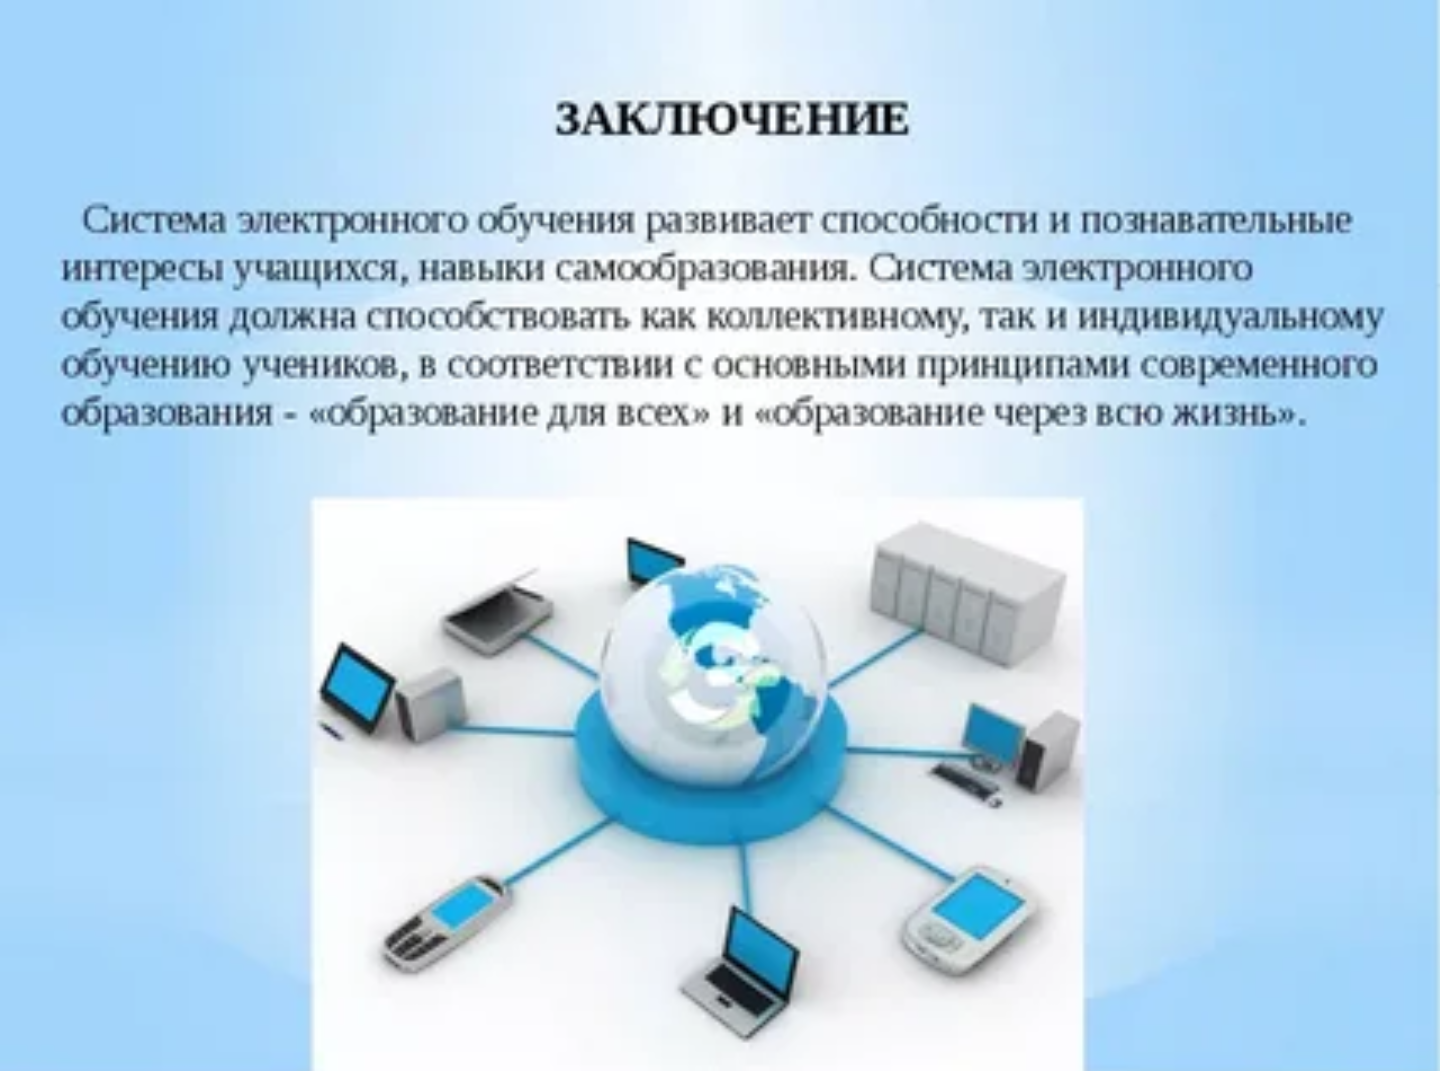 ЗАКЛЮЧЕНИЕ
Система электронного обучения развивает способности и познавательные
интересы учащихся, навыки самообразования. Система электронного
обучения должна способствовать как коллективному, так и индивидуальному
обучению учеников, в соответствии с основными принципами современного
образования - «образование для всех» и «образование через всю жизнь».